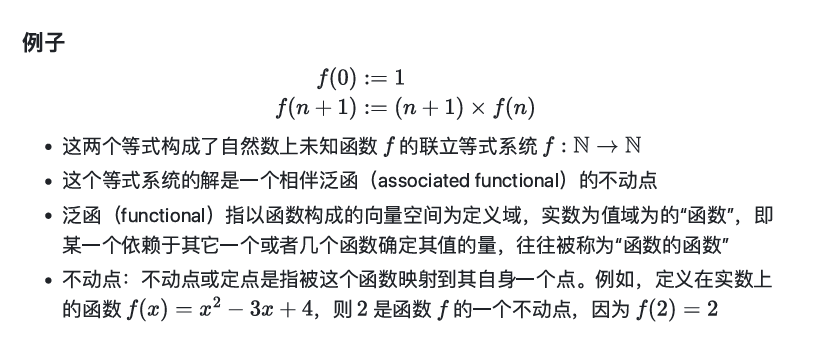 例子
f(0) := 1
f(n + 1) := (n + 1) × f(n)
• 这两个等式构成了自然数上未知函数 f 的联立等式系统 f : ℕ → ℕ
• 这个等式系统的解是一个相伴泛函（associated functional）的不动点
• 泛函（functional）指以函数构成的向量空间为定义域，实数为值域为的“函数”，即
某一个依赖于其它一个或者几个函数确定其值的量，往往被称为“函数的函数”
• 不动点：不动点或定点是指被这个函数映射到其自身一个点。例如，定义在实数上
的函数 f(x) = x² − 3x + 4，则 2 是函数 f 的一个不动点，因为 f(2) = 2